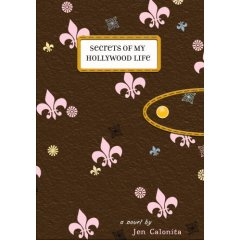 SECRETS OF MY
HOLLYWOOD LIFE
a novel by
Jen Calonita